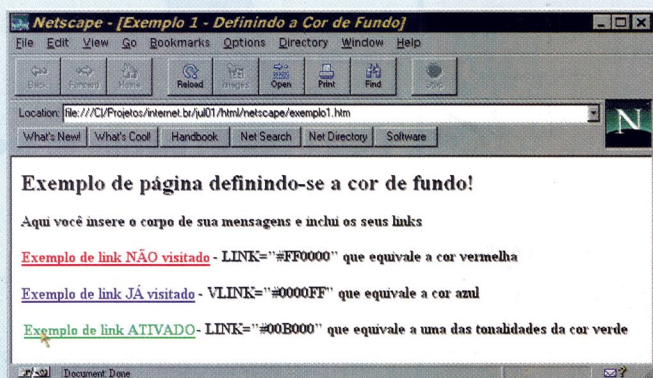 Netscape - [Exemplo 1 - Definindo a Cor de Fundo]
File Edit View Go Bookmarks Options Directory Window Help
Back Forward Home Reload Images Open Print Find Stop
Location: file:///C|/Projetos/internet.br/jul01/html/netscape/exemplo1.htm
N
What's New! What's Cool! Handbook Net Search Net Directory Software
Exemplo de página definindo-se a cor de fundo!
Aqui você insere o corpo de sua mensagens e inclui os seus links
Exemplo de link NÃO visitado - LINK="#FF0000" que equivale a cor vermelha
Exemplo de link JÁ visitado - VLINK="#0000FF" que equivale a cor azul
Exemplo de link ATIVADO- LINK="#00B000" que equivale a uma das tonalidades da cor verde
Document: Done